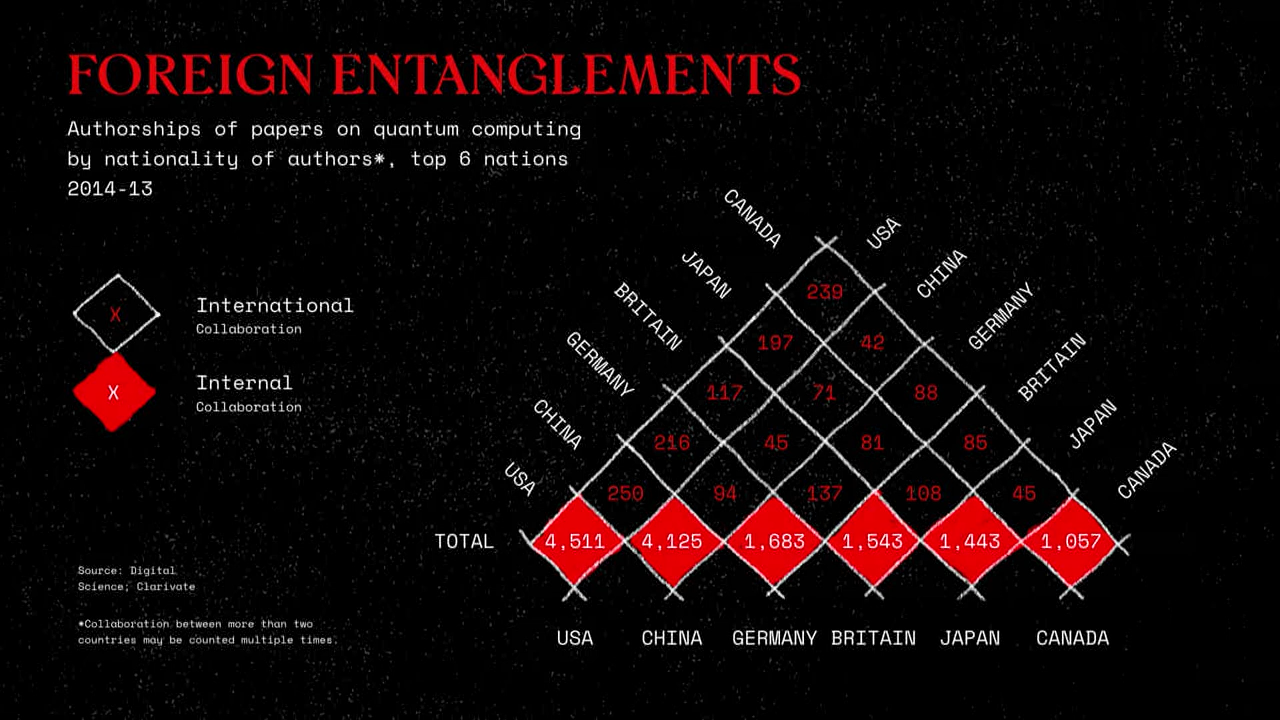 FOREIGN ENTANGLEMENTS
Authorships of papers on quantum computing
by nationality of authors*, top 6 nations
2014-13
X
International
Collaboration
X
Internal
Collaboration
CANADA
USA
JAPAN
CHINA
BRITAIN
GERMANY
GERMANY
BRITAIN
CHINA
JAPAN
USA
CANADA
239
197 42
117 71 88
216 45 81 85
250 94 137 108 45
TOTAL 4,511 4,125 1,683 1,543 1,443 1,057
USA CHINA GERMANY BRITAIN JAPAN CANADA
Source: Digital
Science; Clarivate
*Collaboration between more than two
countries may be counted multiple times.